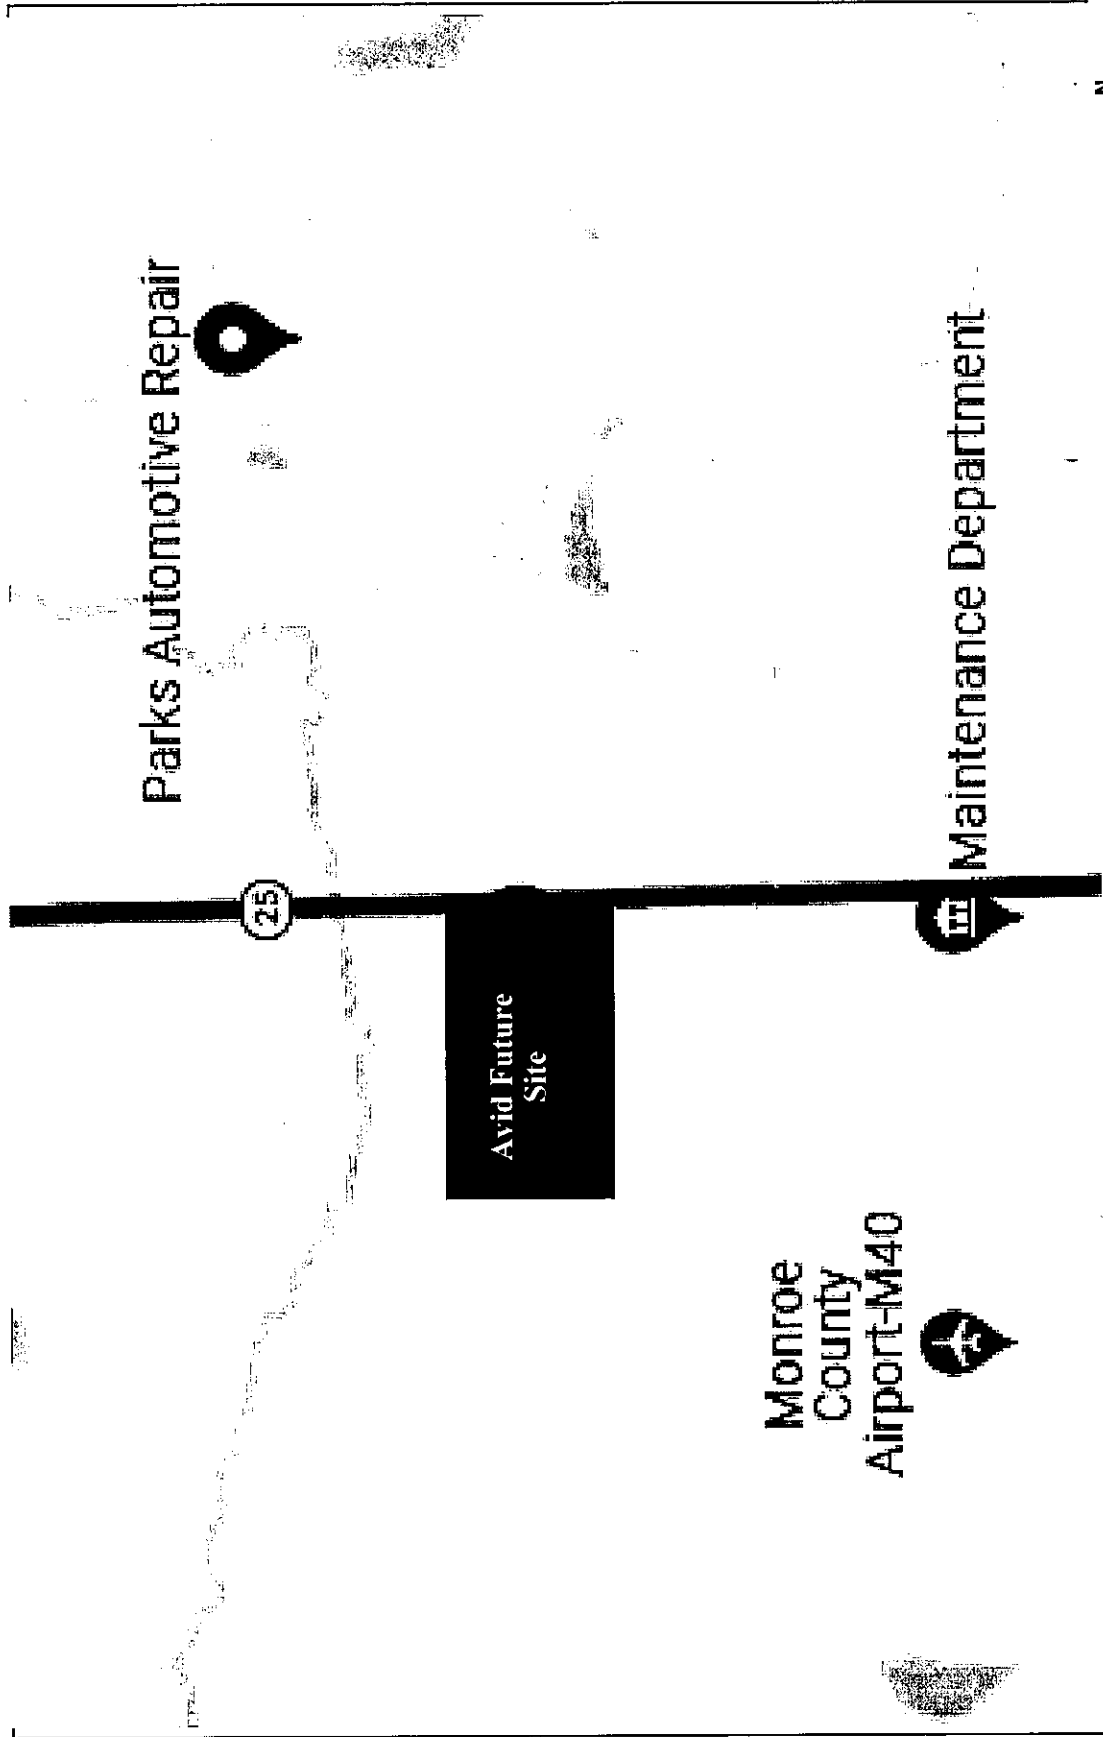 Parks Automotive Repair
25
Avid Future
Site
Monroe
County
Airport-M40
Maintenance Department